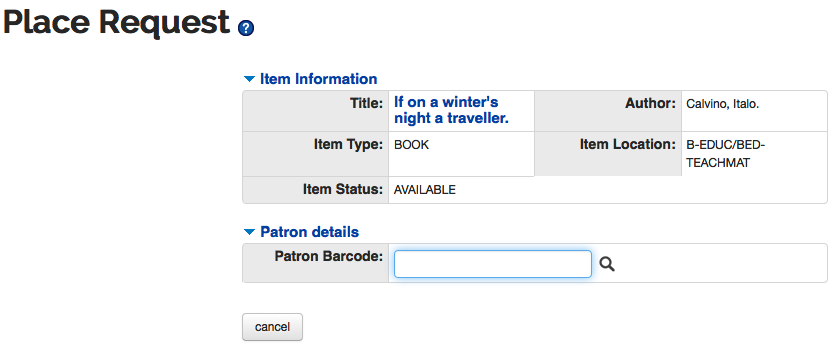 Place Request ?
Item Information
Title: If on a winter's Author: Calvino, Italo.
night a traveller.
Item Type: BOOK Item Location: B-EDUC/BED-
TEACHMAT
Item Status: AVAILABLE
Patron details
Patron Barcode:
cancel